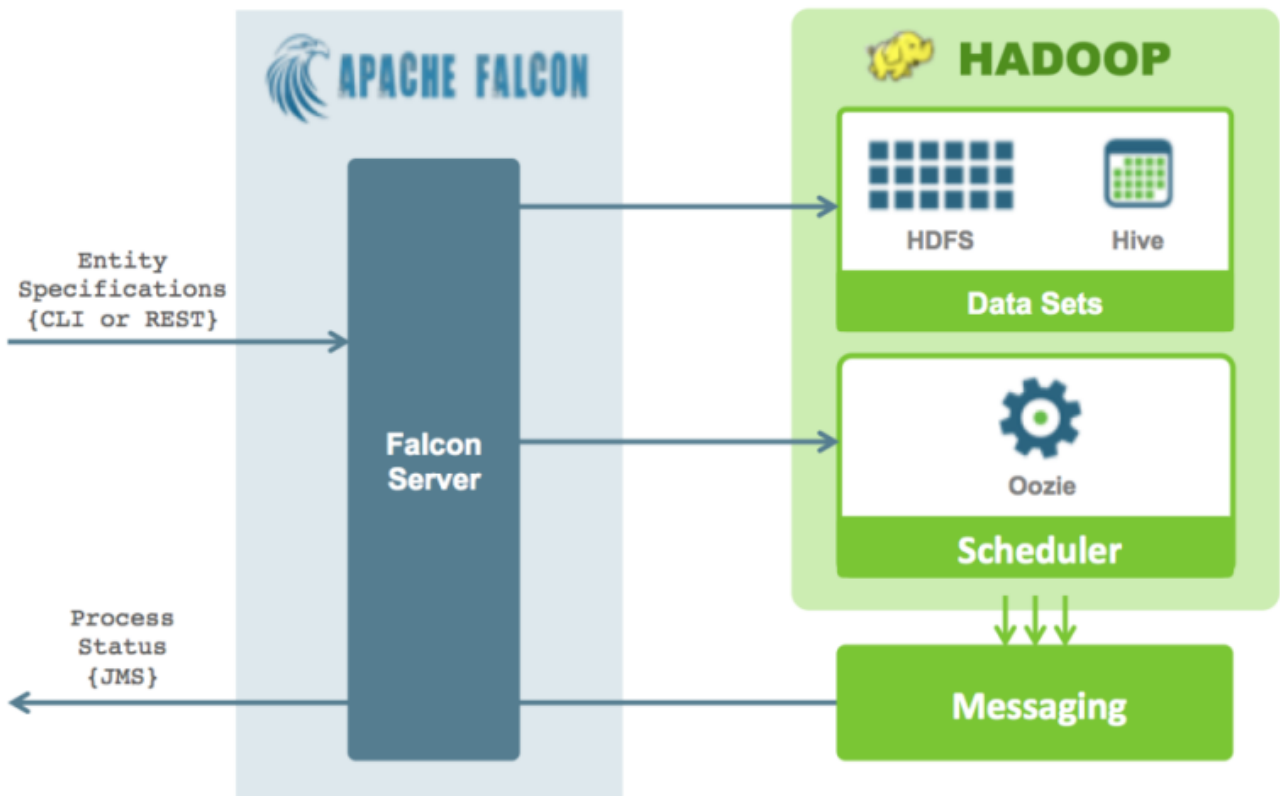 APACHE FALCON
HADOOP
HDFS
Hive
Data Sets
Entity
Specifications
{CLI or REST}
Falcon
Server
Oozie
Scheduler
Process
Status
{JMS}
Messaging